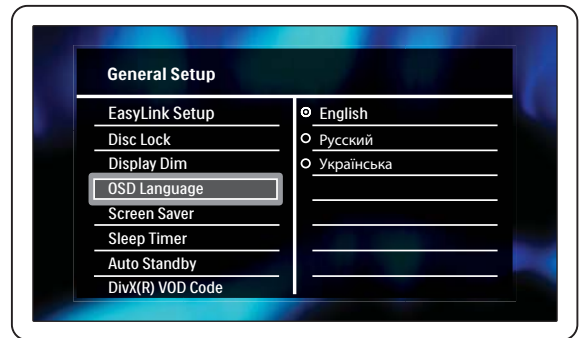 General Setup
EasyLink Setup
Disc Lock
Display Dim
OSD Language
Screen Saver
Sleep Timer
Auto Standby
DivX(R) VOD Code
English
Русский
Українська